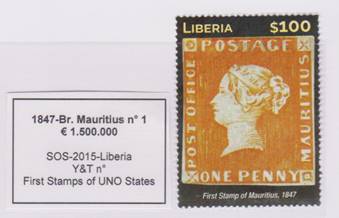 1847-Br. Mauritius n° 1
€ 1.500.000
SOS-2015-Liberia
Y&T n°
First Stamps of UNO States
LIBERIA $100
POSTAGE
POST OFFICE
MAURITIUS
ONE PENNY
First Stamp of Mauritius, 1847